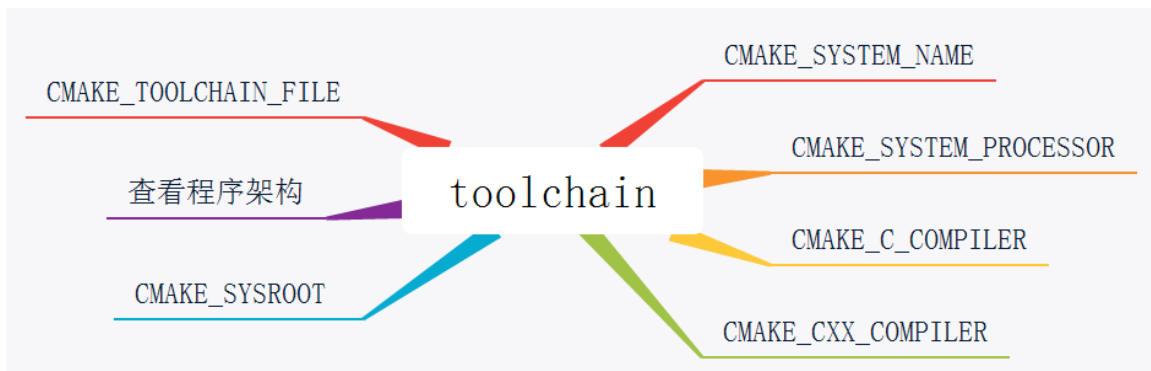 CMAKE_SYSTEM_NAME
CMAKE_TOOLCHAIN_FILE
CMAKE_SYSTEM_PROCESSOR
查看程序架构
toolchain
CMAKE_C_COMPILER
CMAKE_SYSROOT
CMAKE_CXX_COMPILER